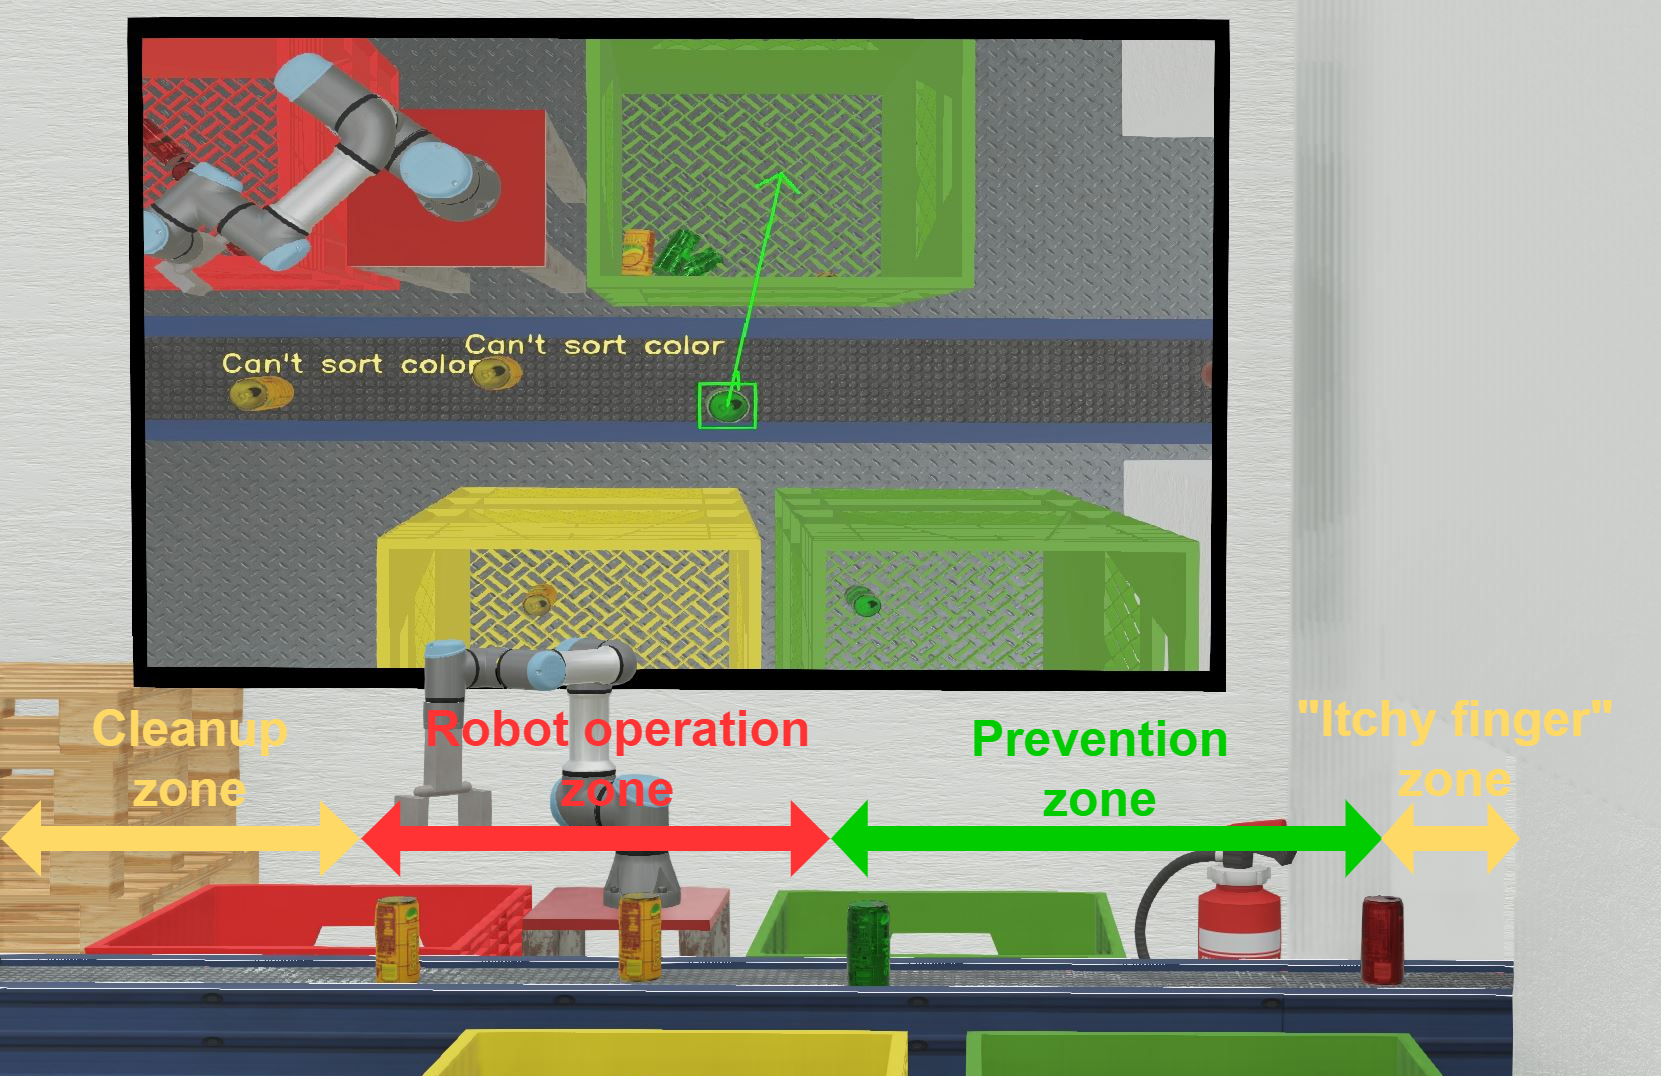 Can't sort color
Can't sort color
Cleanup
zone
Robot operation
zone
Prevention
zone
"Itchy finger"
zone